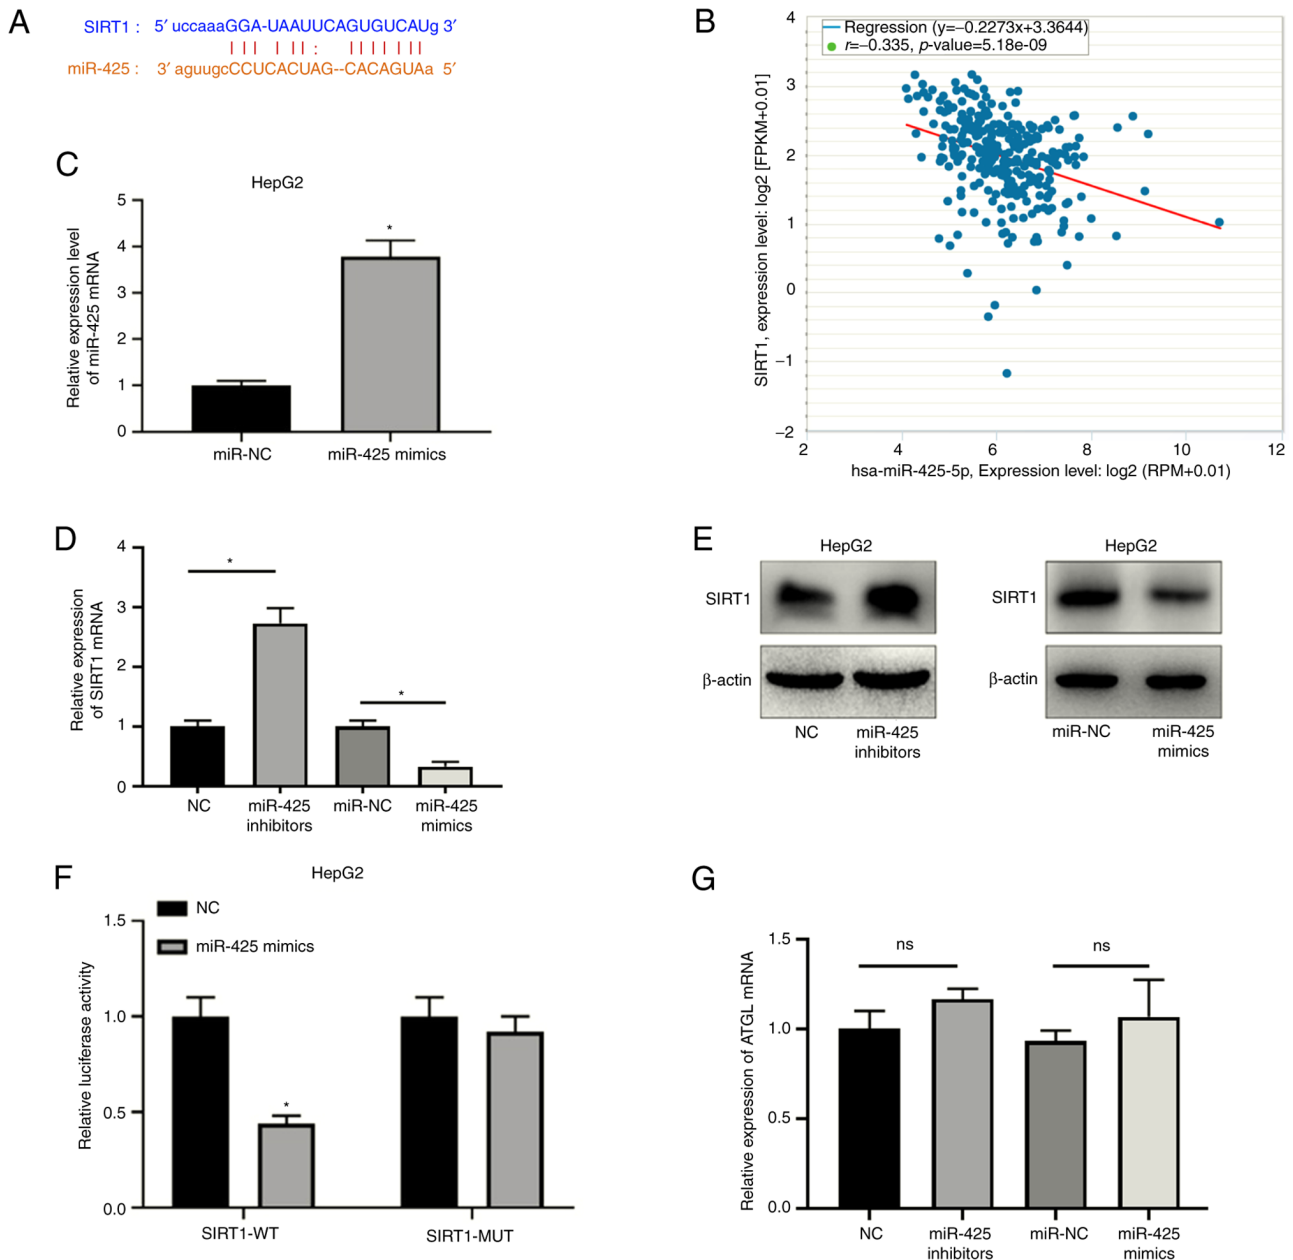 A
SIRT1 : 5′ uccaaaGGA-UAAUUCAGUGUCAUg 3′
miR-425 : 3′ aguugcCCUCACUAG--CACAGUAa 5′
B
Regression (y=−0.2273x+3.3644)
r=−0.335, p-value=5.18e-09
SIRT1, expression level: log2 [FPKM+0.01]
4
3
2
1
0
−1
−2
2 4 6 8 10 12
hsa-miR-425-5p, Expression level: log2 (RPM+0.01)
C
HepG2
Relative expression level
of miR-425 mRNA
5
4
3
2
1
0
*
miR-NC miR-425 mimics
D
Relative expression
of SIRT1 mRNA
4
3
2
1
0
*
*
NC miR-425 miR-NC miR-425
inhibitors mimics
E
HepG2 HepG2
SIRT1 SIRT1
β-actin β-actin
NC miR-425 miR-NC miR-425
inhibitors mimics
F
HepG2
NC
miR-425 mimics
Relative luciferase activity
1.5
1.0
0.5
0.0
*
SIRT1-WT SIRT1-MUT
G
Relative expression of ATGL mRNA
1.5
1.0
0.5
0.0
ns ns
NC miR-425 miR-NC miR-425
inhibitors mimics